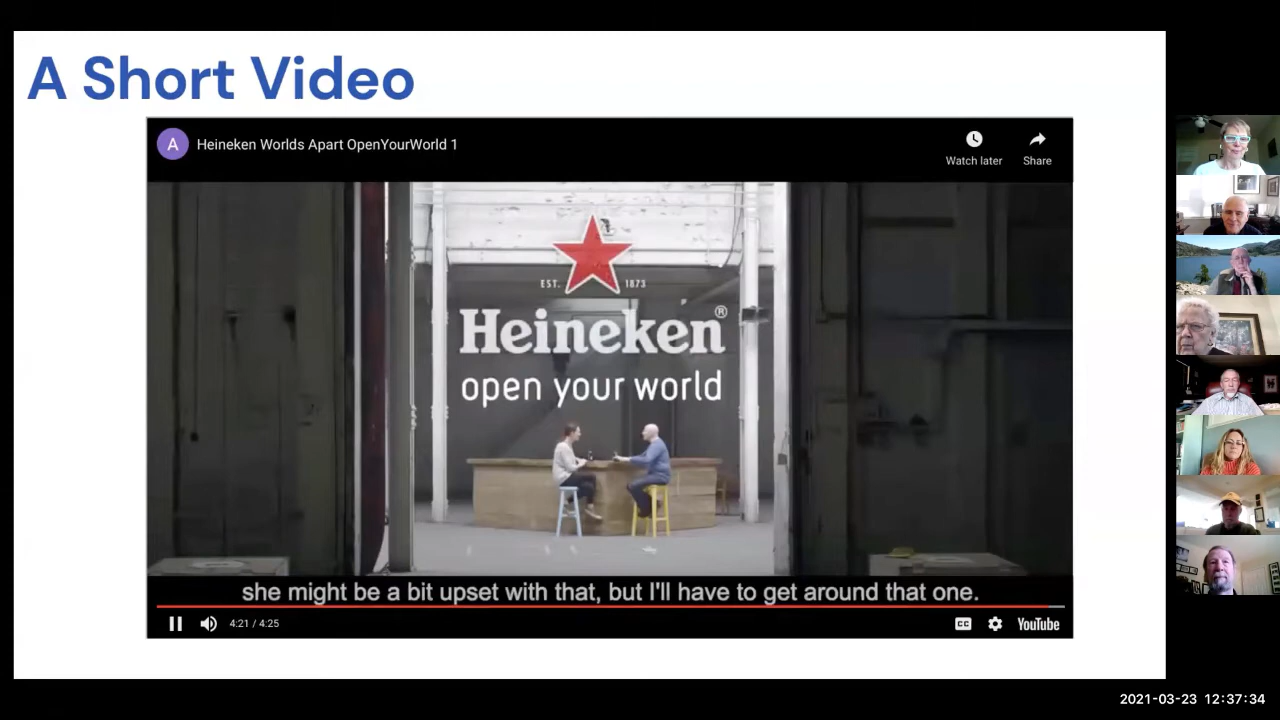 A Short Video
A
Heineken Worlds Apart OpenYourWorld 1
Watch later
Share
EST. 1873
Heineken®
open your world
she might be a bit upset with that, but I'll have to get around that one.
4:21 / 4:25
CC
YouTube
2021-03-23 12:37:34